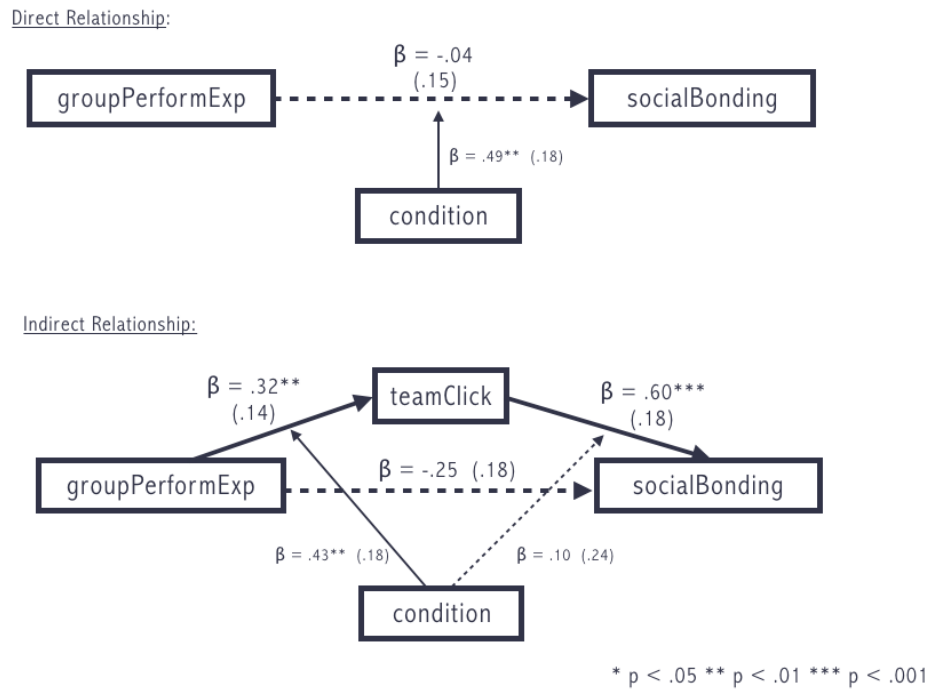 Direct Relationship:
β = -.04
(.15)
groupPerformExp
socialBonding
β = .49** (.18)
condition
Indirect Relationship:
β = .32**
(.14)
teamClick
β = .60***
(.18)
groupPerformExp
β = -.25 (.18)
socialBonding
β = .43** (.18)
β = .10 (.24)
condition
* p < .05 ** p < .01 *** p < .001